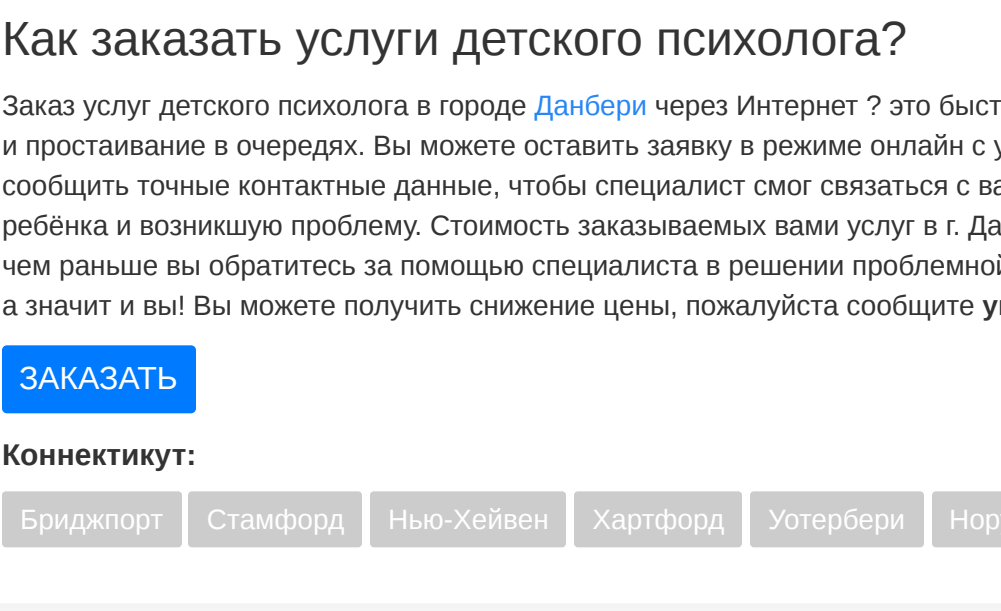 Как заказать услуги детского психолога?
Заказ услуг детского психолога в городе Данбери через Интернет ? это быст
и простаивание в очередях. Вы можете оставить заявку в режиме онлайн с у
сообщить точные контактные данные, чтобы специалист смог связаться с ва
ребёнка и возникшую проблему. Стоимость заказываемых вами услуг в г. Да
чем раньше вы обратитесь за помощью специалиста в решении проблемной
а значит и вы! Вы можете получить снижение цены, пожалуйста сообщите
ЗАКАЗАТЬ
Коннектикут:
Бриджпорт Стамфорд Нью-Хейвен Хартфорд Уотербери Нор